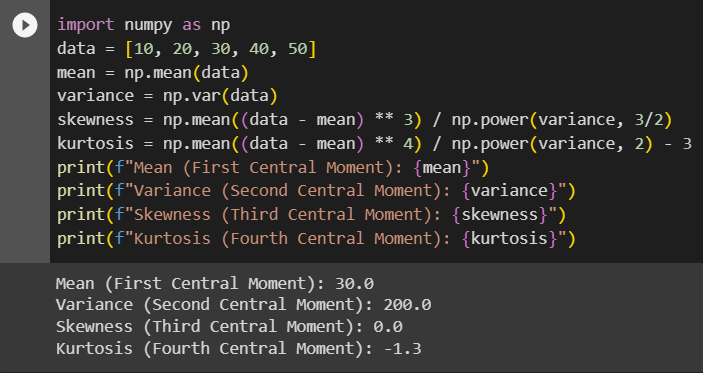 import numpy as np
data = [10, 20, 30, 40, 50]
mean = np.mean(data)
variance = np.var(data)
skewness = np.mean((data - mean) ** 3) / np.power(variance, 3/2)
kurtosis = np.mean((data - mean) ** 4) / np.power(variance, 2) - 3
print(f"Mean (First Central Moment): {mean}")
print(f"Variance (Second Central Moment): {variance}")
print(f"Skewness (Third Central Moment): {skewness}")
print(f"Kurtosis (Fourth Central Moment): {kurtosis}")
Mean (First Central Moment): 30.0
Variance (Second Central Moment): 200.0
Skewness (Third Central Moment): 0.0
Kurtosis (Fourth Central Moment): -1.3